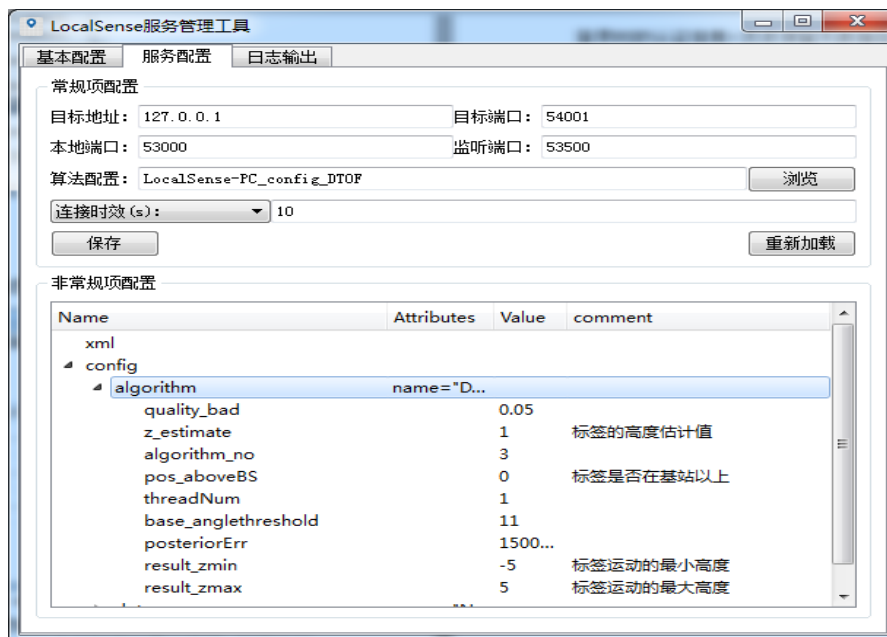 LocalSense服务管理工具
基本配置 服务配置 日志输出
常规项配置
目标地址: 127.0.0.1 目标端口: 54001
本地端口: 53000 监听端口: 53500
算法配置: LocalSense-PC_config_DTOF 浏览
连接时效(s): 10
保存 重新加载
非常规项配置
Name Attributes Value comment
xml
config
algorithm name="D...
quality_bad 0.05
z_estimate 1 标签的高度估计值
algorithm_no 3
pos_aboveBS 0 标签是否在基站以上
threadNum 1
base_anglethreshold 11
posteriorErr 1500...
result_zmin -5 标签运动的最小高度
result_zmax 5 标签运动的最大高度